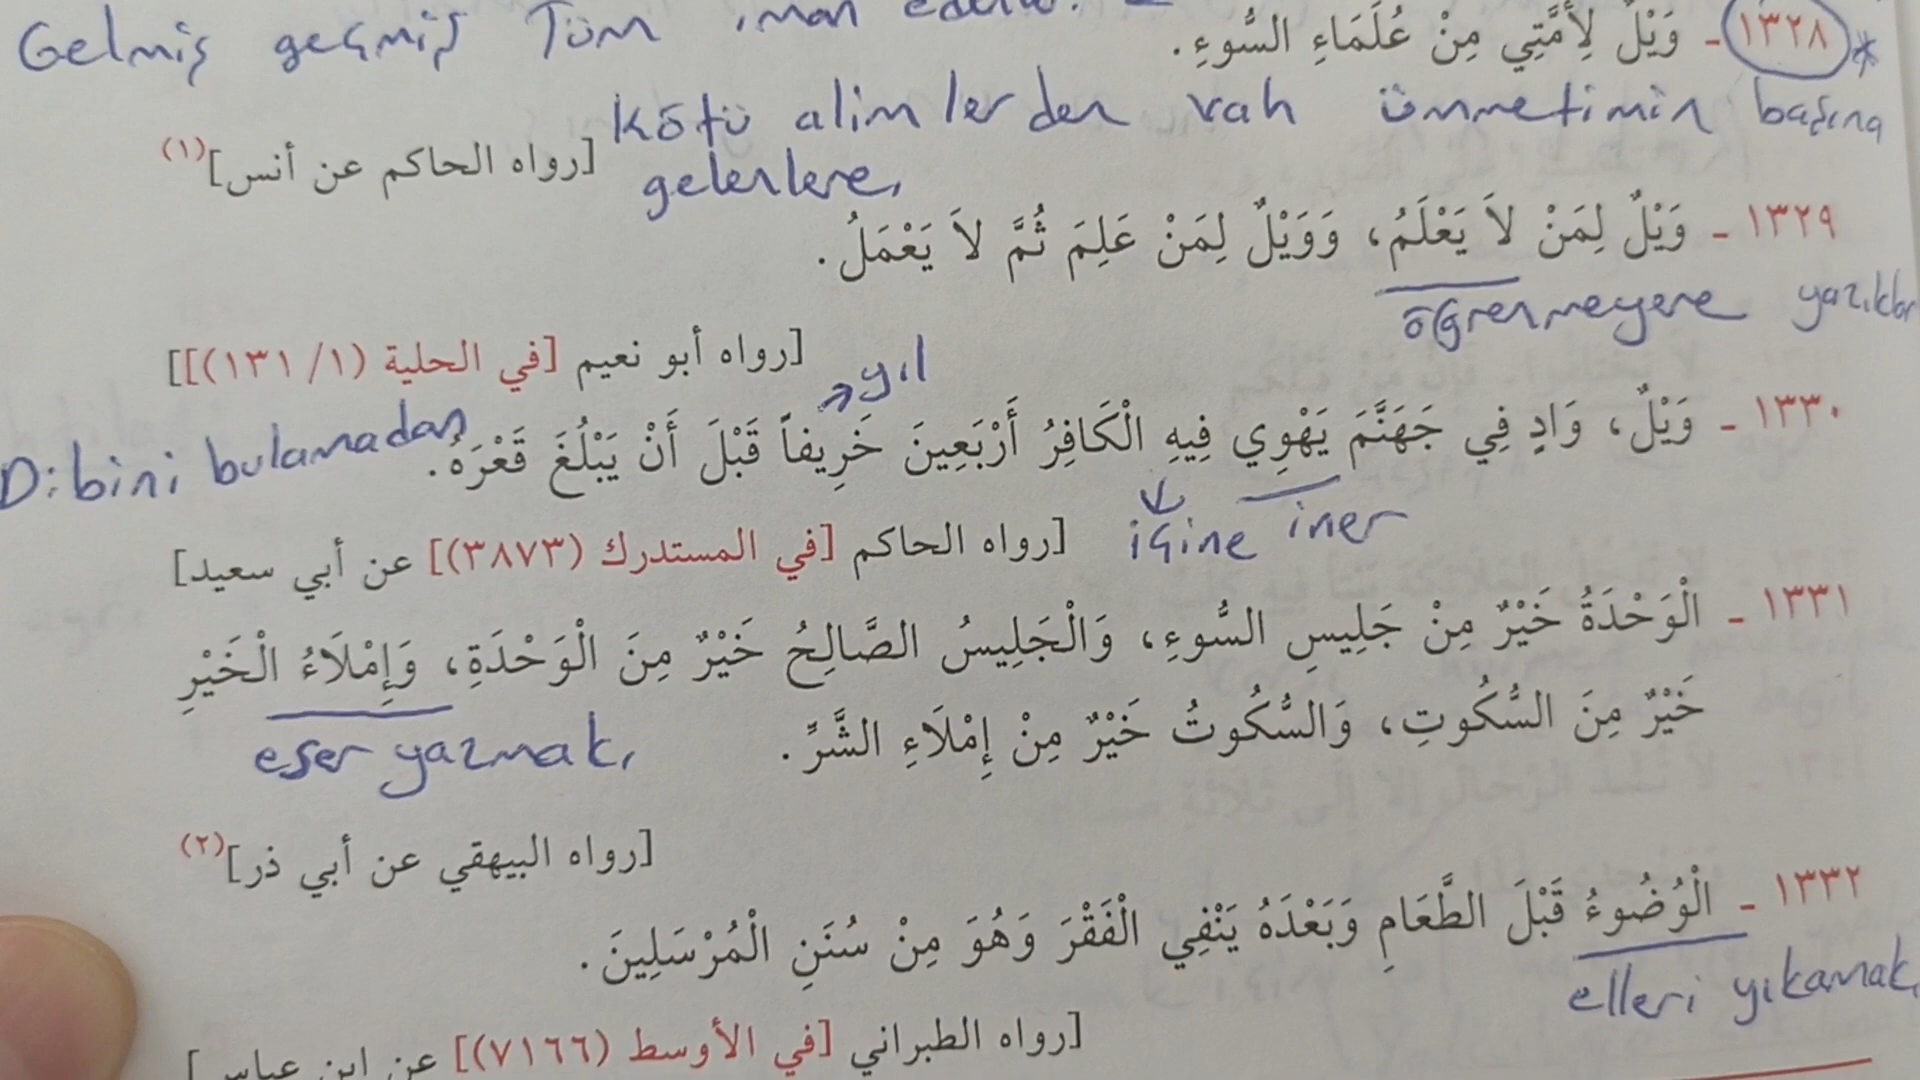 Gelmiş geçmiş Tüm iman
١٣٢٨ ـ وَيْلٌ لِأُمَّتِي مِنْ عُلَمَاءِ السُّوءِ . *
kötü alimlerden vah ümmetimin başına
gelenlere,
[رواه الحاكم عن أنس](١)
١٣٢٩ ـ وَيْلٌ لِمَنْ لاَ يَعْلَمُ، وَوَيْلٌ لِمَنْ عَلِمَ ثُمَّ لاَ يَعْمَلُ .
öğrenmeyene yazıklar
[رواه أبو نعيم [في الحلية (١/ ١٣١)]]
yıl
١٣٣٠ ـ وَيْلٌ، وَادٍ فِي جَهَنَّمَ يَهْوِي فِيهِ الْكَافِرُ أَرْبَعِينَ خَرِيفاً قَبْلَ أَنْ يَبْلُغَ قَعْرَهُ .
Dibini bulamadan
içine iner
[رواه الحاكم [في المستدرك (٣٨٧٣)] عن أبي سعيد]
١٣٣١ ـ الْوَحْدَةُ خَيْرٌ مِنْ جَلِيسِ السُّوءِ، وَالْجَلِيسُ الصَّالِحُ خَيْرٌ مِنَ الْوَحْدَةِ، وَإِمْلَاءُ الْخَيْرِ
خَيْرٌ مِنَ السُّكُوتِ، وَالسُّكُوتُ خَيْرٌ مِنْ إِمْلَاءِ الشَّرِّ .
eser yazmak,
[رواه البيهقي عن أبي ذر](٢)
١٣٣٢ ـ الْوُضُوءُ قَبْلَ الطَّعَامِ وَبَعْدَهُ يَنْفِي الْفَقْرَ وَهُوَ مِنْ سُنَنِ الْمُرْسَلِينَ .
elleri yıkamak,
[رواه الطبراني [في الأوسط (٧١٦٦)] عن ابن عباس]